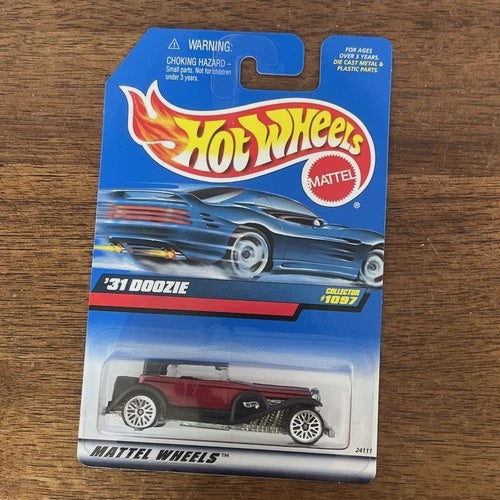 WARNING:
CHOKING HAZARD –
Small parts. Not for children
under 3 years.
FOR AGES
OVER 3 YEARS.
DIE CAST METAL &
PLASTIC PARTS.
HOT WHEELS
MATTEL
®
'31 DOOZIE
COLLECTOR
#1097
MATTEL WHEELS™
24111